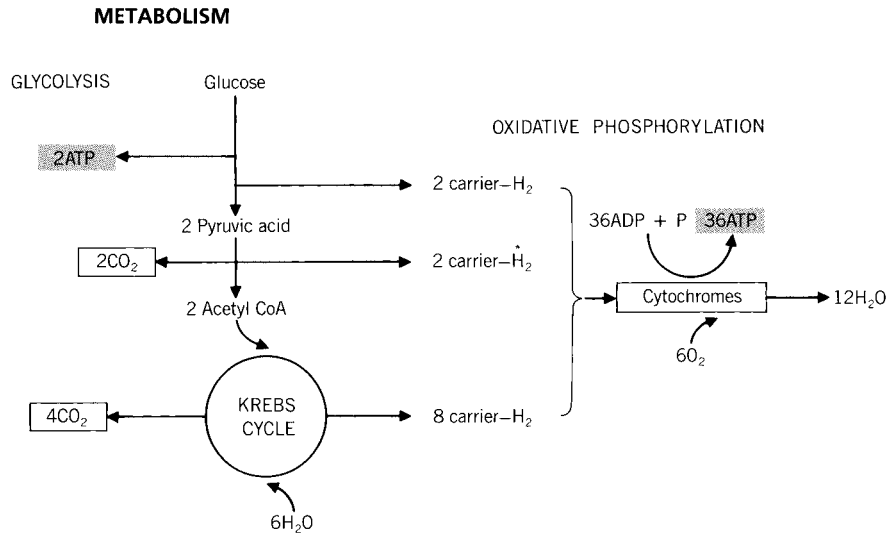 METABOLISM
GLYCOLYSIS
Glucose
OXIDATIVE PHOSPHORYLATION
2ATP
2 carrier–H₂
2 Pyruvic acid
36ADP + P 36ATP
2CO₂
2 carrier–H₂*
2 Acetyl CoA
Cytochromes
12H₂O
6O₂
4CO₂
KREBS
CYCLE
8 carrier–H₂
6H₂O